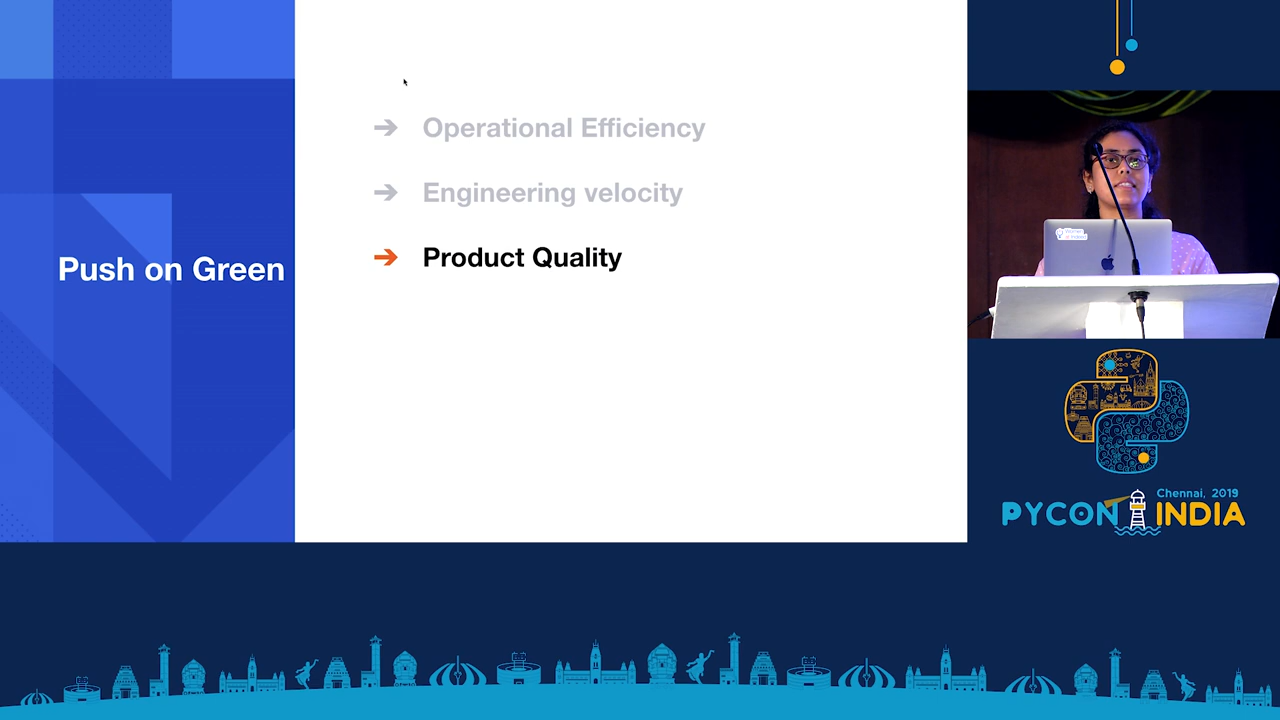 Push on Green
➔ Operational Efficiency
➔ Engineering velocity
➔ Product Quality
Chennai, 2019
PYCON INDIA